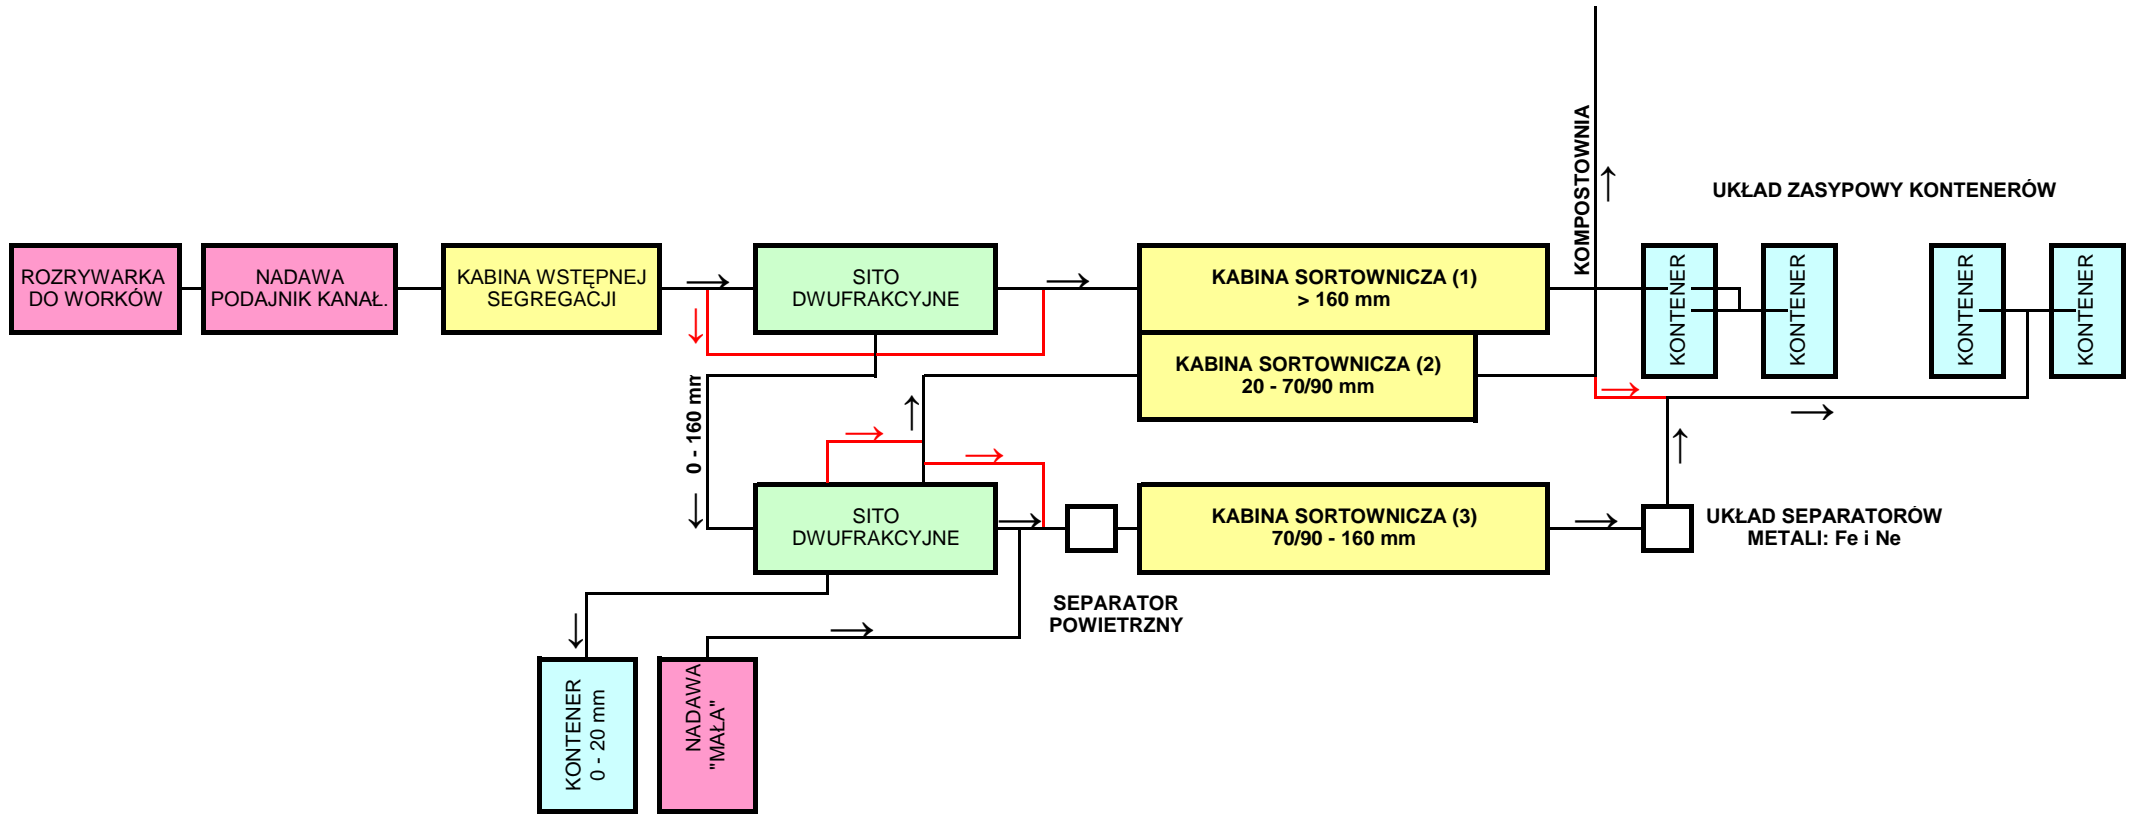 KOMPOSTOWNIA
UKŁAD ZASYPOWY KONTENERÓW
ROZRYWARKA
DO WORKÓW
NADAWA
PODAJNIK KANAŁ.
KABINA WSTĘPNEJ
SEGREGACJI
SITO
DWUFRAKCYJNE
KABINA SORTOWNICZA (1)
> 160 mm
KONTENER
KONTENER
KONTENER
KONTENER
KABINA SORTOWNICZA (2)
20 - 70/90 mm
0 - 160 mm
SITO
DWUFRAKCYJNE
KABINA SORTOWNICZA (3)
70/90 - 160 mm
UKŁAD SEPARATORÓW
METALI: Fe i Ne
SEPARATOR
POWIETRZNY
KONTENER
0 - 20 mm
NADAWA
"MAŁA"